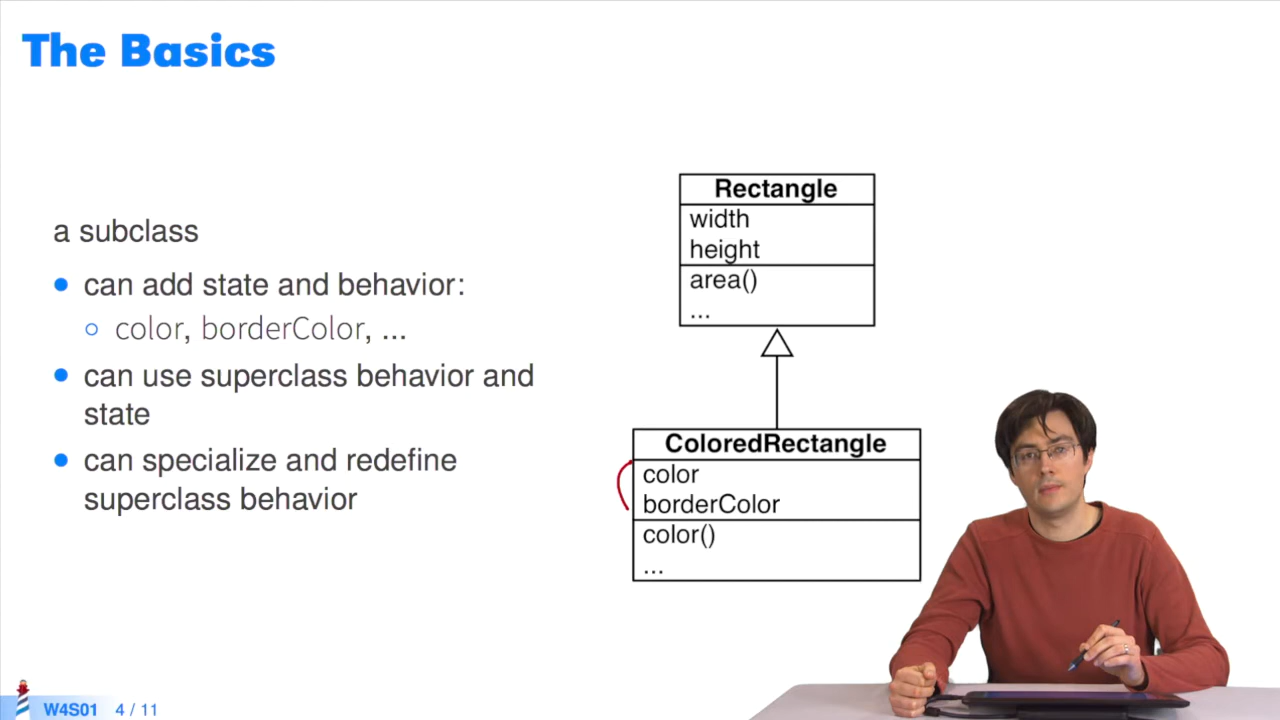 The Basics
a subclass
can add state and behavior:
color, borderColor, ...
can use superclass behavior and
state
can specialize and redefine
superclass behavior
Rectangle
width
height
area()
...
ColoredRectangle
color
borderColor
color()
...
W4S01 4 / 11